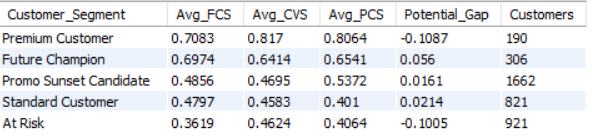 Customer_Segment Avg_FCS Avg_CVS Avg_PCS Potential_Gap Customers
Premium Customer 0.7083 0.817 0.8064 -0.1087 190
Future Champion 0.6974 0.6414 0.6541 0.056 306
Promo Sunset Candidate 0.4856 0.4695 0.5372 0.0161 1662
Standard Customer 0.4797 0.4583 0.401 0.0214 821
At Risk 0.3619 0.4624 0.4064 -0.1005 921